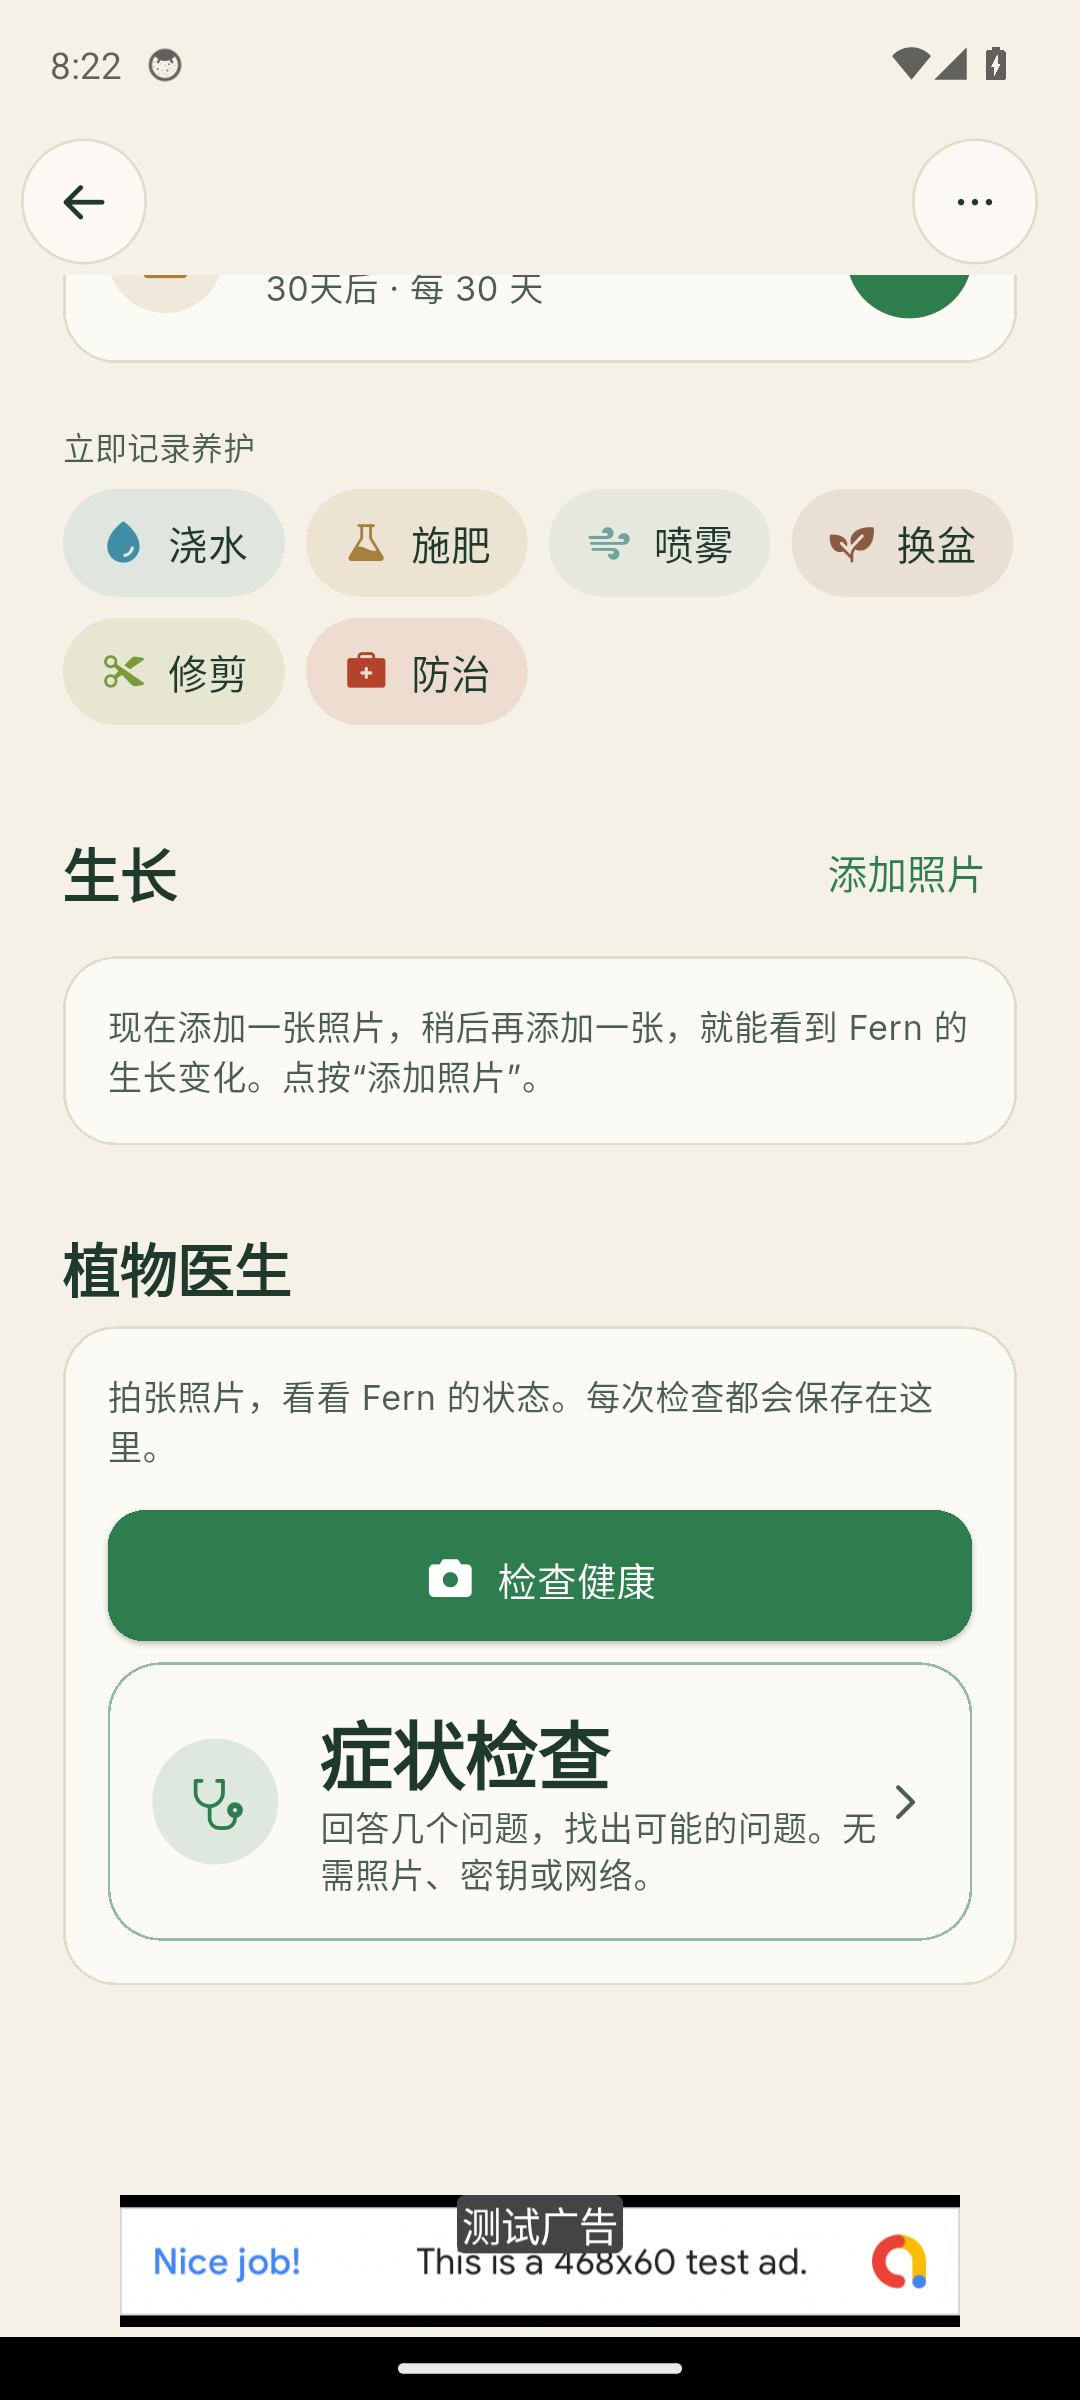 8:22
30天后 · 每 30 天
立即记录养护
浇水
施肥
喷雾
换盆
修剪
防治
生长
添加照片
现在添加一张照片，稍后再添加一张，就能看到 Fern 的
生长变化。点按“添加照片”。
植物医生
拍张照片，看看 Fern 的状态。每次检查都会保存在这
里。
检查健康
症状检查
回答几个问题，找出可能的问题。无
需照片、密钥或网络。
测试广告
Nice job!
This is a 468x60 test ad.